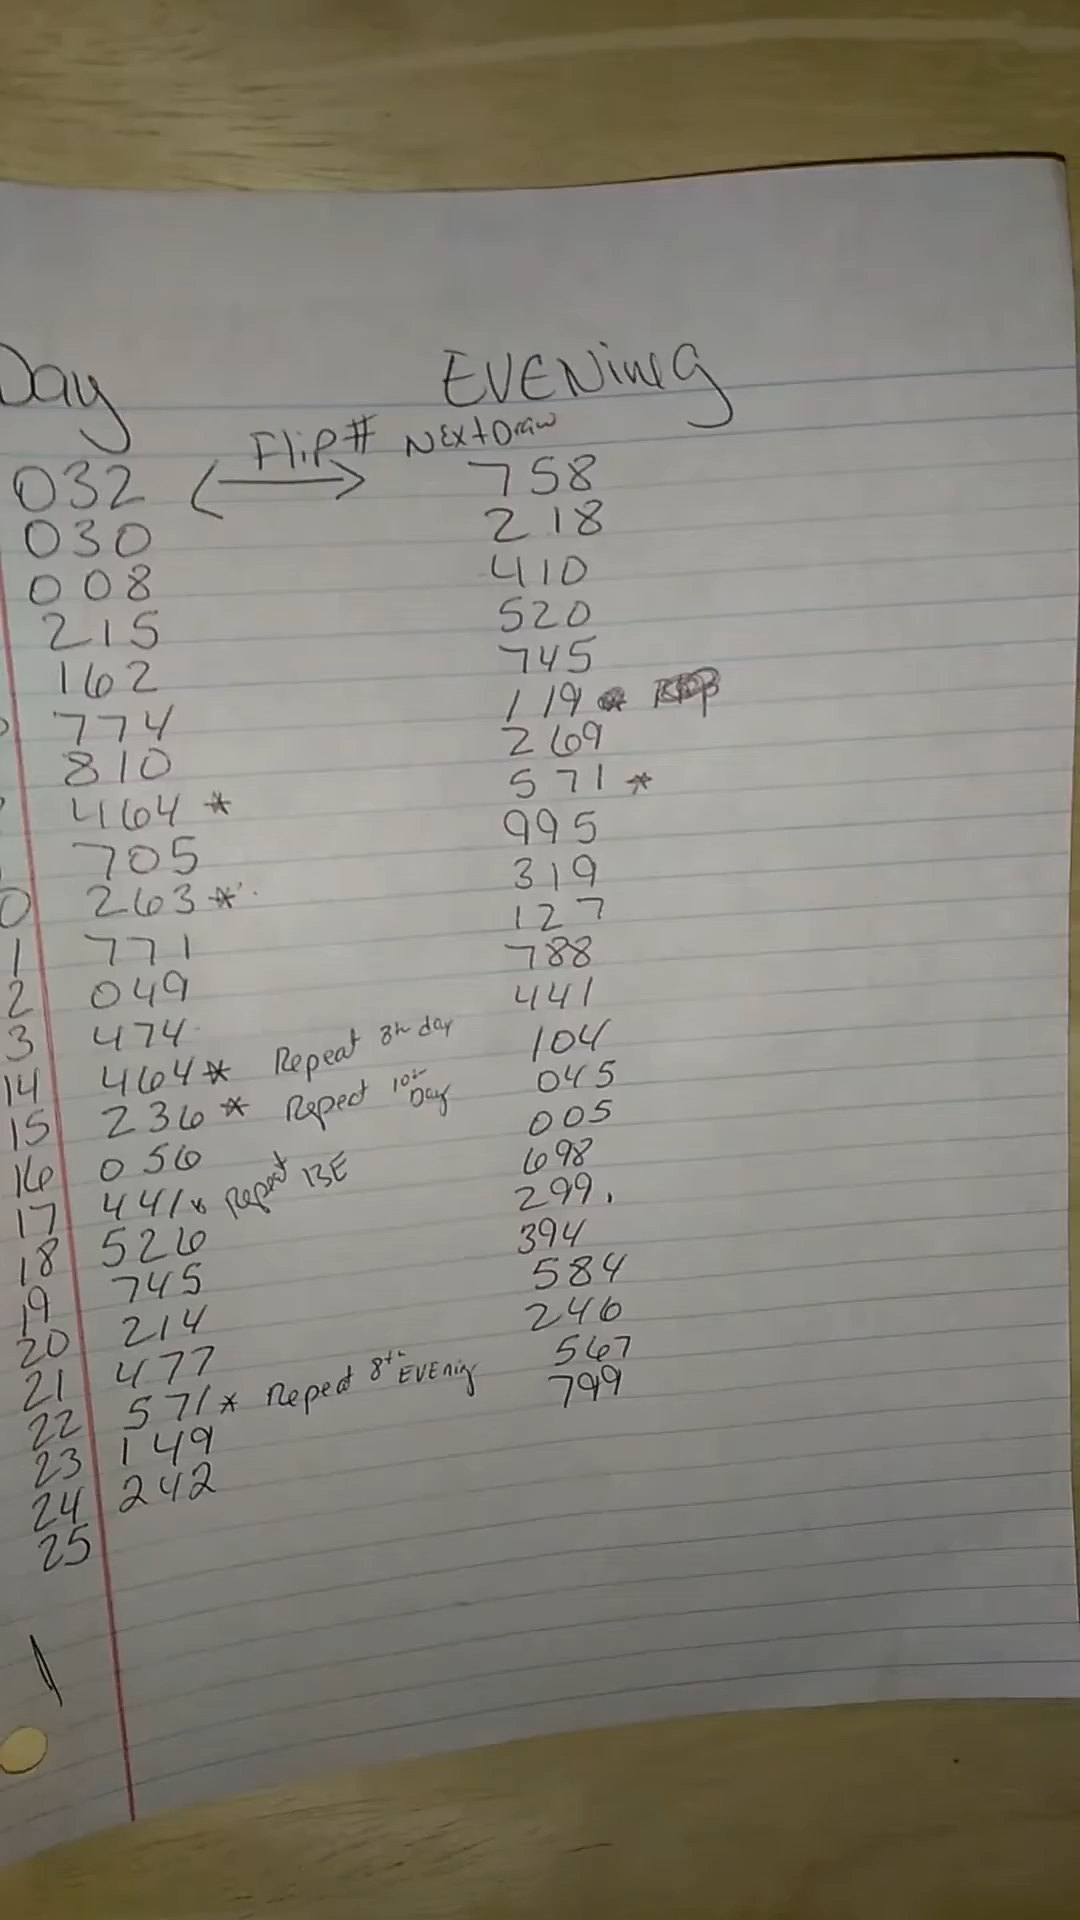 Day EVENiNg
Flip # NExt Draw
032 758
030 218
008 410
215 520
162 745
774 119 *
810 269
464 * 571 *
705 995
0 263 * 319
1 771 127
2 049 788
3 474 441
14 464 * Repeat 8th day 104
15 236 * Repect 10th Day 045
16 056 005
17 441 * Repeat 13E 698
18 526 299.
19 745 394
20 214 584
21 477 246
22 571 * Repeat 8th EVEning 567
23 149 799
24 242
25